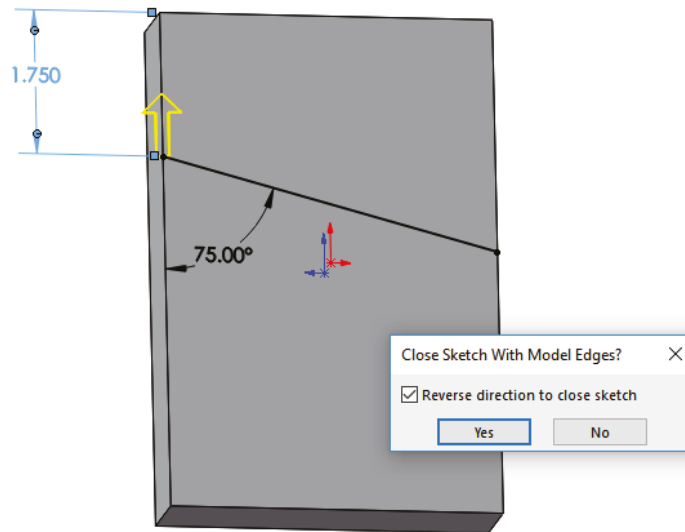 1.750
75.00°
Close Sketch With Model Edges?
Reverse direction to close sketch
Yes No